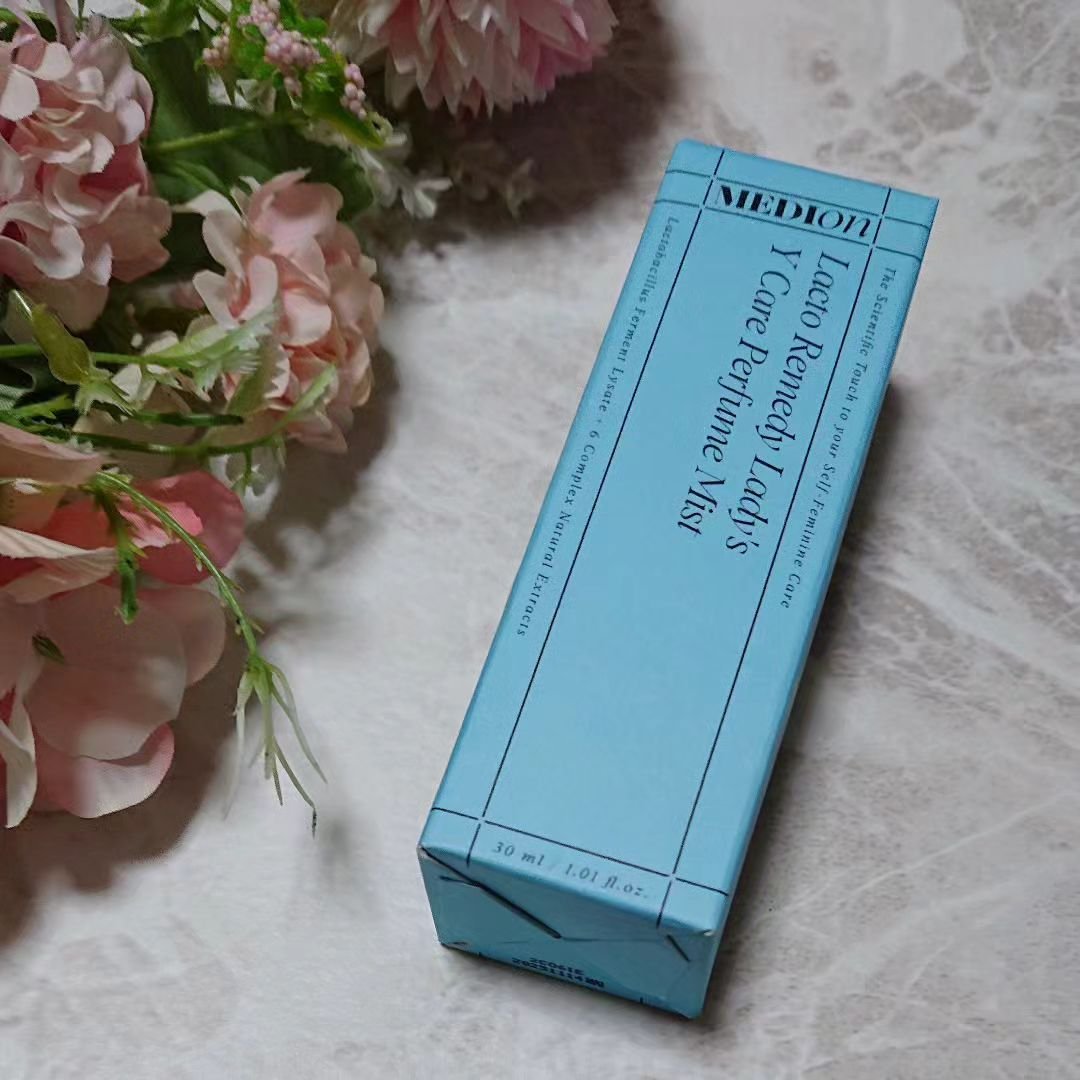 MEDIon
Lacto Remedy Lady's
Y Care Perfume Mist
The Scientific Touch to your Self-Feminine Care
Lactobacillus Ferment Lysate + 6 Complex Natural Extracts
30 ml / 1.01 fl.oz.